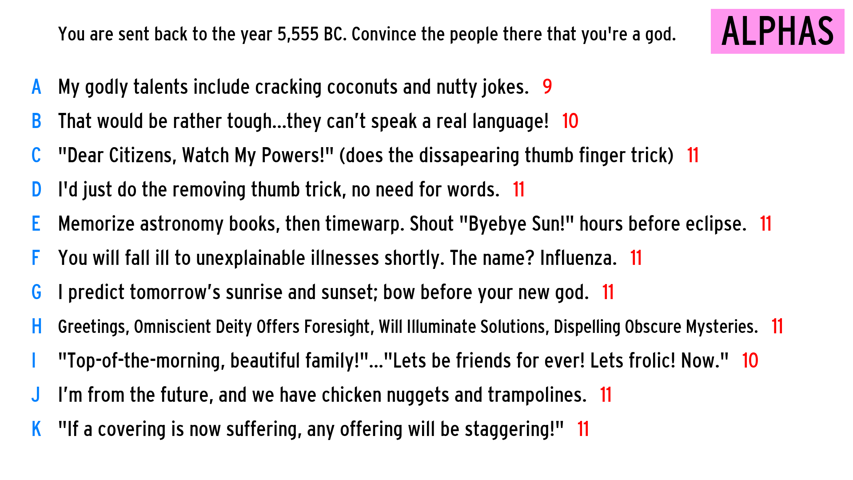 You are sent back to the year 5,555 BC. Convince the people there that you're a god.
ALPHAS
A My godly talents include cracking coconuts and nutty jokes. 9
B That would be rather tough...they can't speak a real language! 10
C "Dear Citizens, Watch My Powers!" (does the dissapearing thumb finger trick) 11
D I'd just do the removing thumb trick, no need for words. 11
E Memorize astronomy books, then timewarp. Shout "Byebye Sun!" hours before eclipse. 11
F You will fall ill to unexplainable illnesses shortly. The name? Influenza. 11
G I predict tomorrow's sunrise and sunset; bow before your new god. 11
H Greetings, Omniscient Deity Offers Foresight, Will Illuminate Solutions, Dispelling Obscure Mysteries. 11
I "Top-of-the-morning, beautiful family!"..."Lets be friends for ever! Lets frolic! Now." 10
J I'm from the future, and we have chicken nuggets and trampolines. 11
K "If a covering is now suffering, any offering will be staggering!" 11